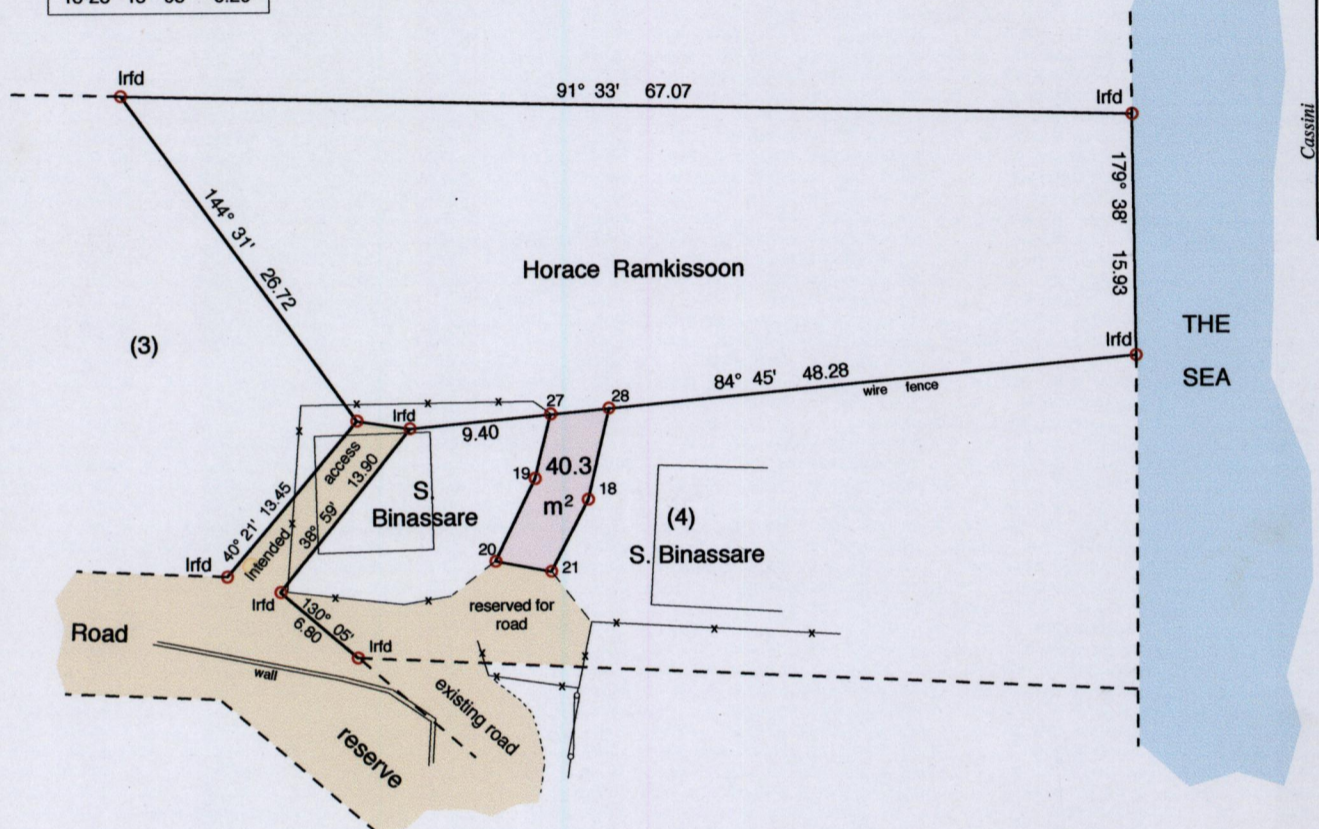 Irfd
91° 33' 67.07
Irfd
Cassini
144° 31' 26.72
179° 38' 15.93
Horace Ramkissoon
(3)
THE
SEA
Irfd
84° 45' 48.28
wire fence
27
28
Irfd
9.40
access
13.90
38° 59'
Intended
40° 21' 13.45
S.
Binassare
19
40.3
m²
18
(4)
S. Binassare
20
21
Irfd
Irfd
130° 05'
6.80
Irfd
reserved for
road
Road
wall
existing road
reserve